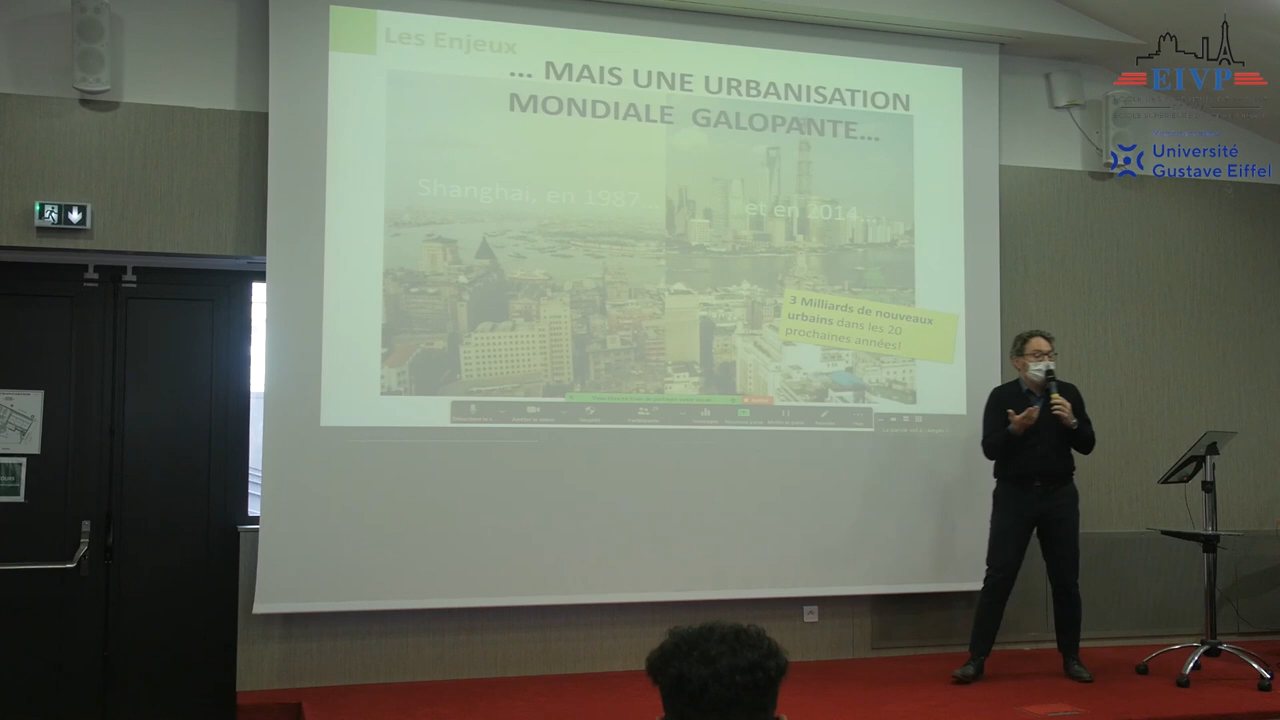 Les Enjeux
... MAIS UNE URBANISATION
MONDIALE GALOPANTE...
Shanghai, en 1987
et en 2014...
3 Milliards de nouveaux
urbains dans les 20
prochaines années!
EIVP
Université
Gustave Eiffel